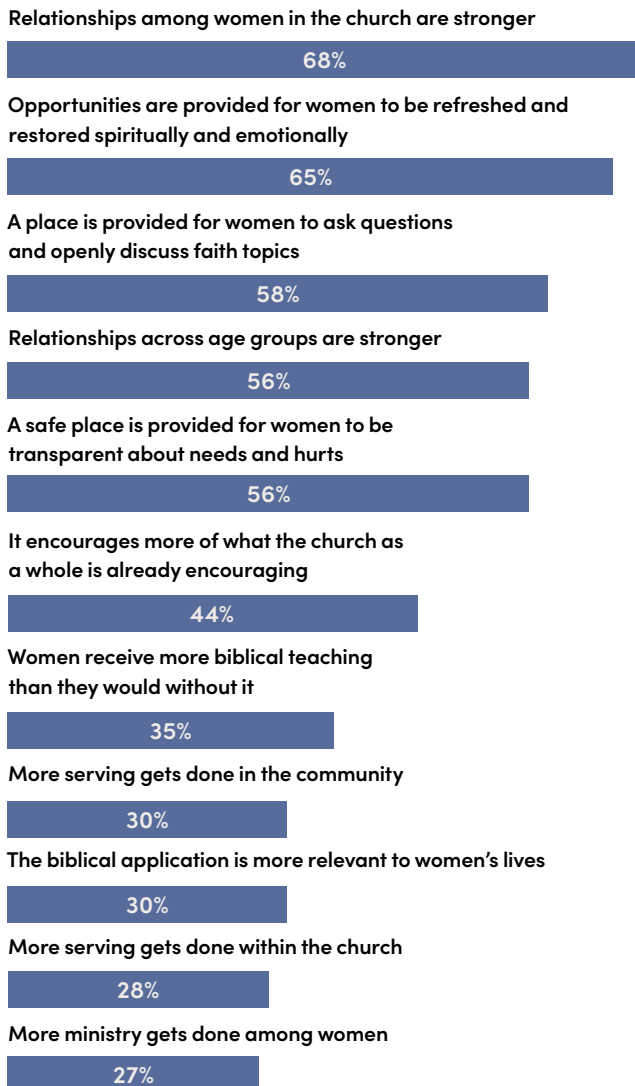 Relationships among women in the church are stronger
68%
Opportunities are provided for women to be refreshed and
restored spiritually and emotionally
65%
A place is provided for women to ask questions
and openly discuss faith topics
58%
Relationships across age groups are stronger
56%
A safe place is provided for women to be
transparent about needs and hurts
56%
It encourages more of what the church as
a whole is already encouraging
44%
Women receive more biblical teaching
than they would without it
35%
More serving gets done in the community
30%
The biblical application is more relevant to women’s lives
30%
More serving gets done within the church
28%
More ministry gets done among women
27%